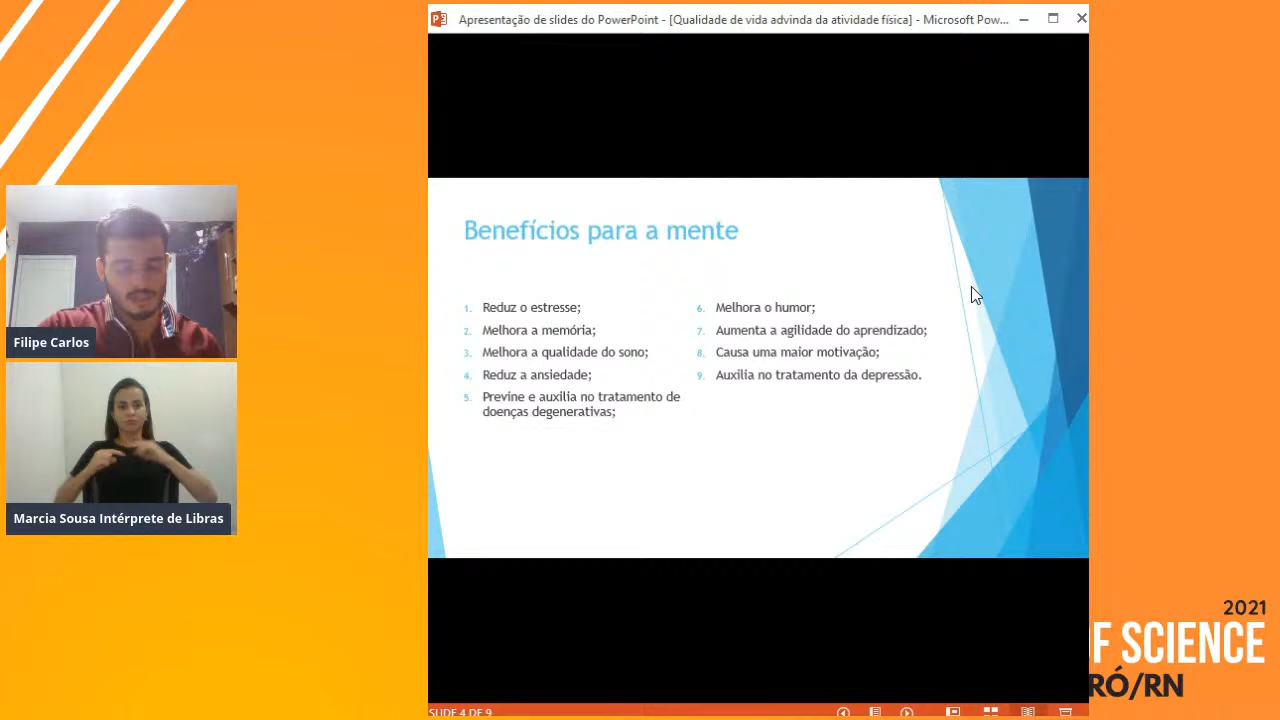 Apresentação de slides do PowerPoint - [Qualidade de vida advinda da atividade física] - Microsoft Pow...
Benefícios para a mente
1. Reduz o estresse;
2. Melhora a memória;
3. Melhora a qualidade do sono;
4. Reduz a ansiedade;
5. Previne e auxilia no tratamento de
doenças degenerativas;
6. Melhora o humor;
7. Aumenta a agilidade do aprendizado;
8. Causa uma maior motivação;
9. Auxilia no tratamento da depressão.
Filipe Carlos
Marcia Sousa Intérprete de Libras
SLIDE 4 DE 9
2021
F SCIENCE
RÓ/RN